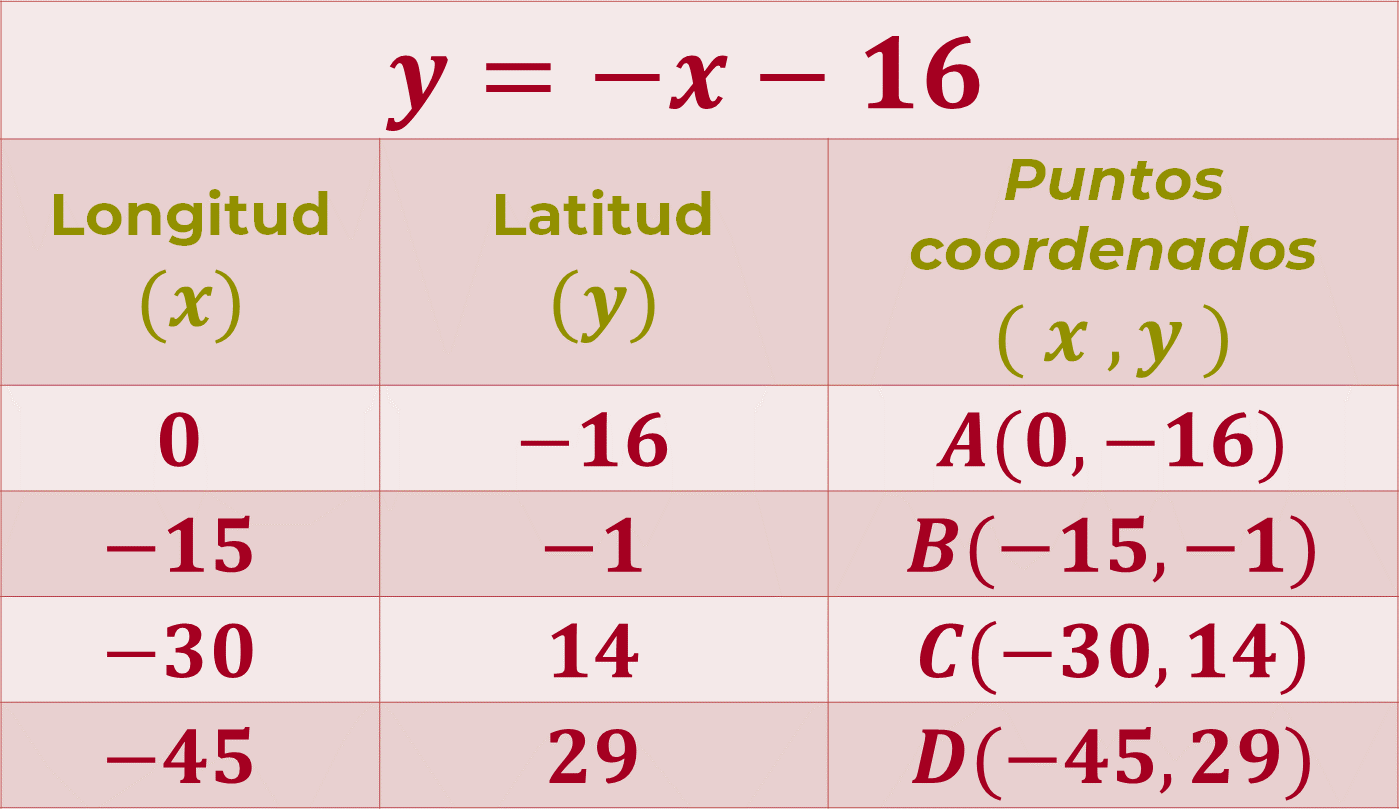 y = −x − 16
Longitud
(x)
Latitud
(y)
Puntos
coordenados
( x , y )
0
−16
A(0, −16)
−15
−1
B(−15, −1)
−30
14
C(−30, 14)
−45
29
D(−45, 29)